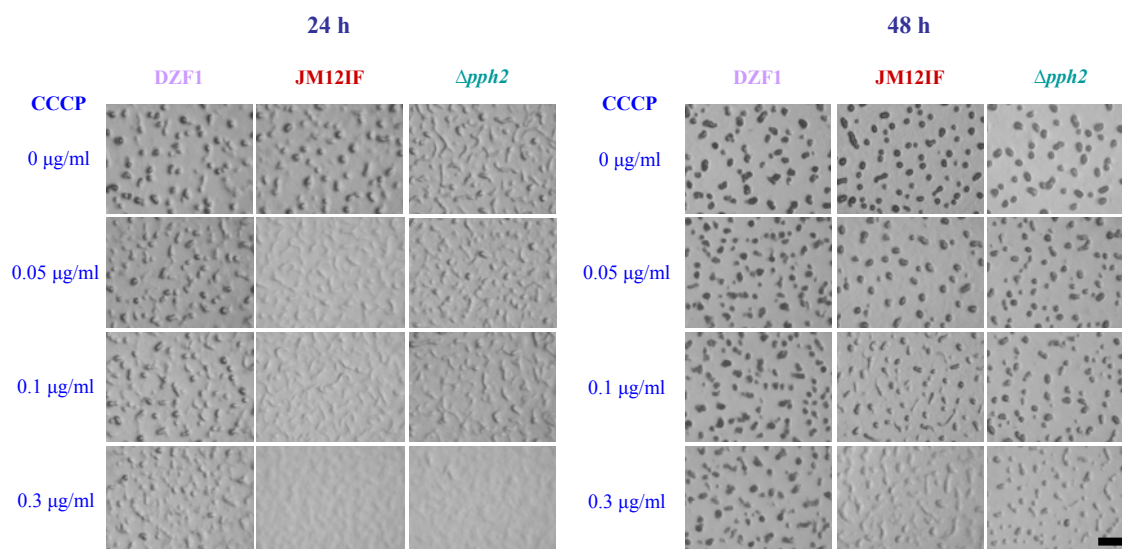 24 h 48 h
DZF1 JM12IF Δpph2 DZF1 JM12IF Δpph2
CCCP CCCP
0 μg/ml 0 μg/ml
0.05 μg/ml 0.05 μg/ml
0.1 μg/ml 0.1 μg/ml
0.3 μg/ml 0.3 μg/ml